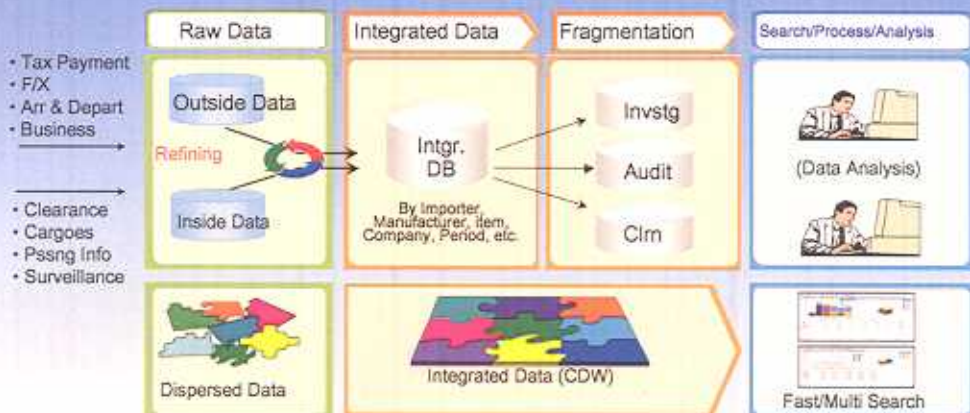 Raw Data
Integrated Data
Fragmentation
Search/Process/Analysis
• Tax Payment
• F/X
• Arr & Depart
• Business
• Clearance
• Cargoes
• Pssng Info
• Surveillance
Outside Data
Refining
Inside Data
Intgr.
DB
By Importer,
Manufacturer, item,
Company, Period, etc.
Invstg
Audit
Clrn
(Data Analysis)
Dispersed Data
Integrated Data (CDW)
Fast/Multi Search